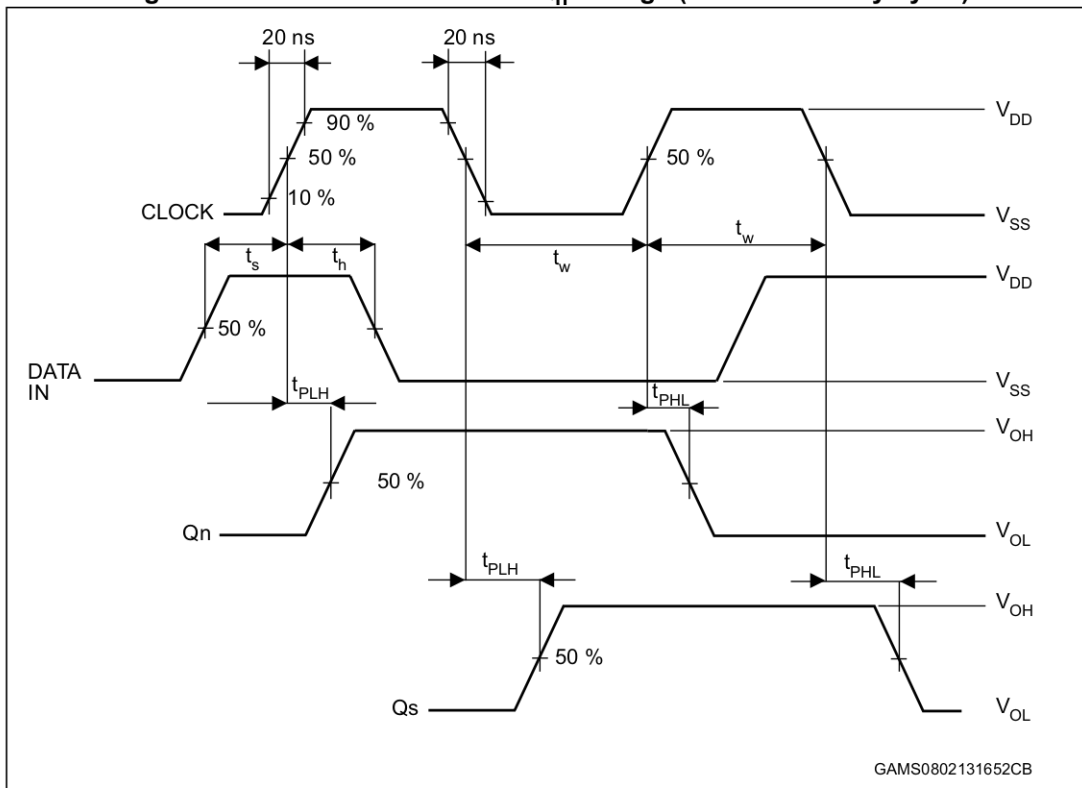 20 ns
20 ns
90 %
50 %
10 %
50 %
V_DD
CLOCK
V_SS
t_s
t_h
t_w
t_w
V_DD
50 %
DATA
IN
V_SS
t_PLH
t_PHL
V_OH
50 %
Qn
V_OL
t_PLH
t_PHL
V_OH
50 %
Qs
V_OL
GAMS0802131652CB